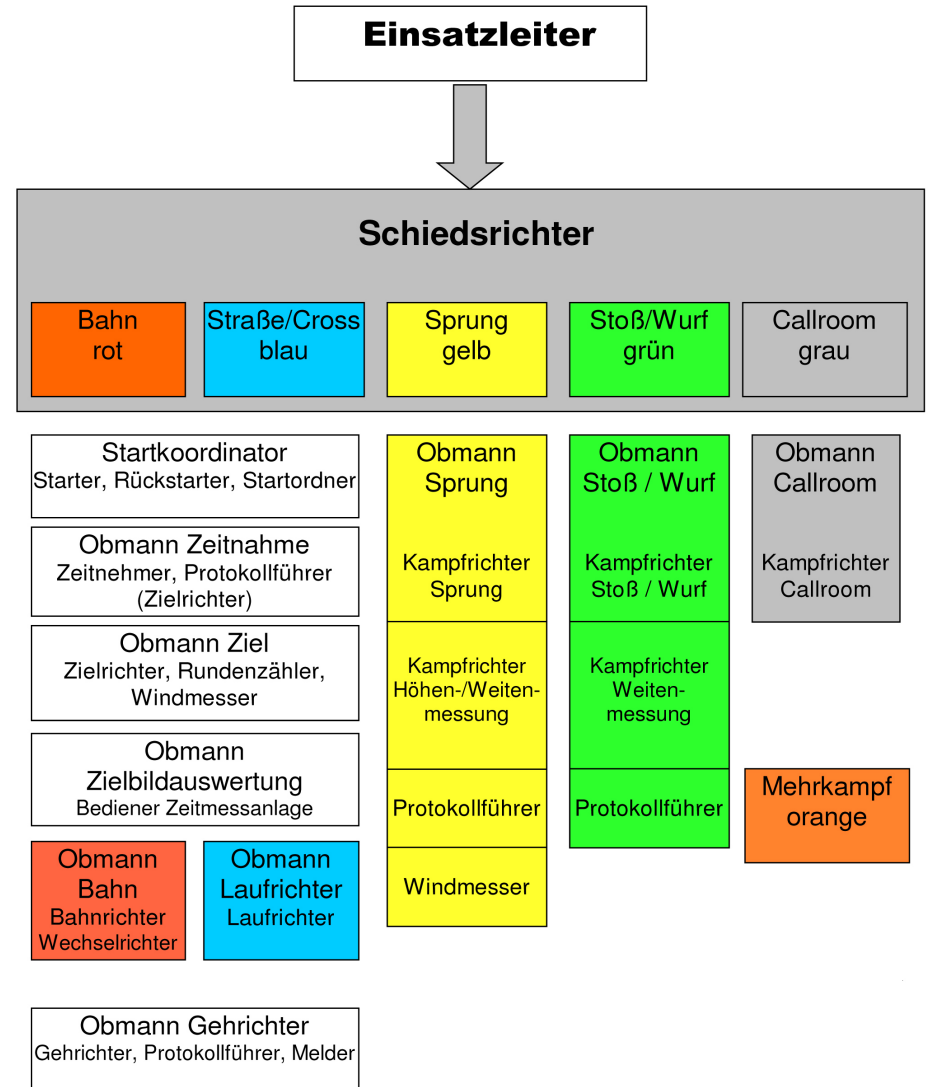 Einsatzleiter
Schiedsrichter
Bahn
rot
Straße/Cross
blau
Sprung
gelb
Stoß/Wurf
grün
Callroom
grau
Startkoordinator
Starter, Rückstarter, Startordner
Obmann Zeitnahme
Zeitnehmer, Protokollführer
(Zielrichter)
Obmann Ziel
Zielrichter, Rundenzähler,
Windmesser
Obmann
Zielbildauswertung
Bediener Zeitmessanlage
Obmann
Bahn
Bahnrichter
Wechselrichter
Obmann
Laufrichter
Laufrichter
Obmann Gehrichter
Gehrichter, Protokollführer, Melder
Obmann
Sprung
Kampfrichter
Sprung
Kampfrichter
Höhen-/Weiten-
messung
Protokollführer
Windmesser
Obmann
Stoß / Wurf
Kampfrichter
Stoß / Wurf
Kampfrichter
Weiten-
messung
Protokollführer
Obmann
Callroom
Kampfrichter
Callroom
Mehrkampf
orange